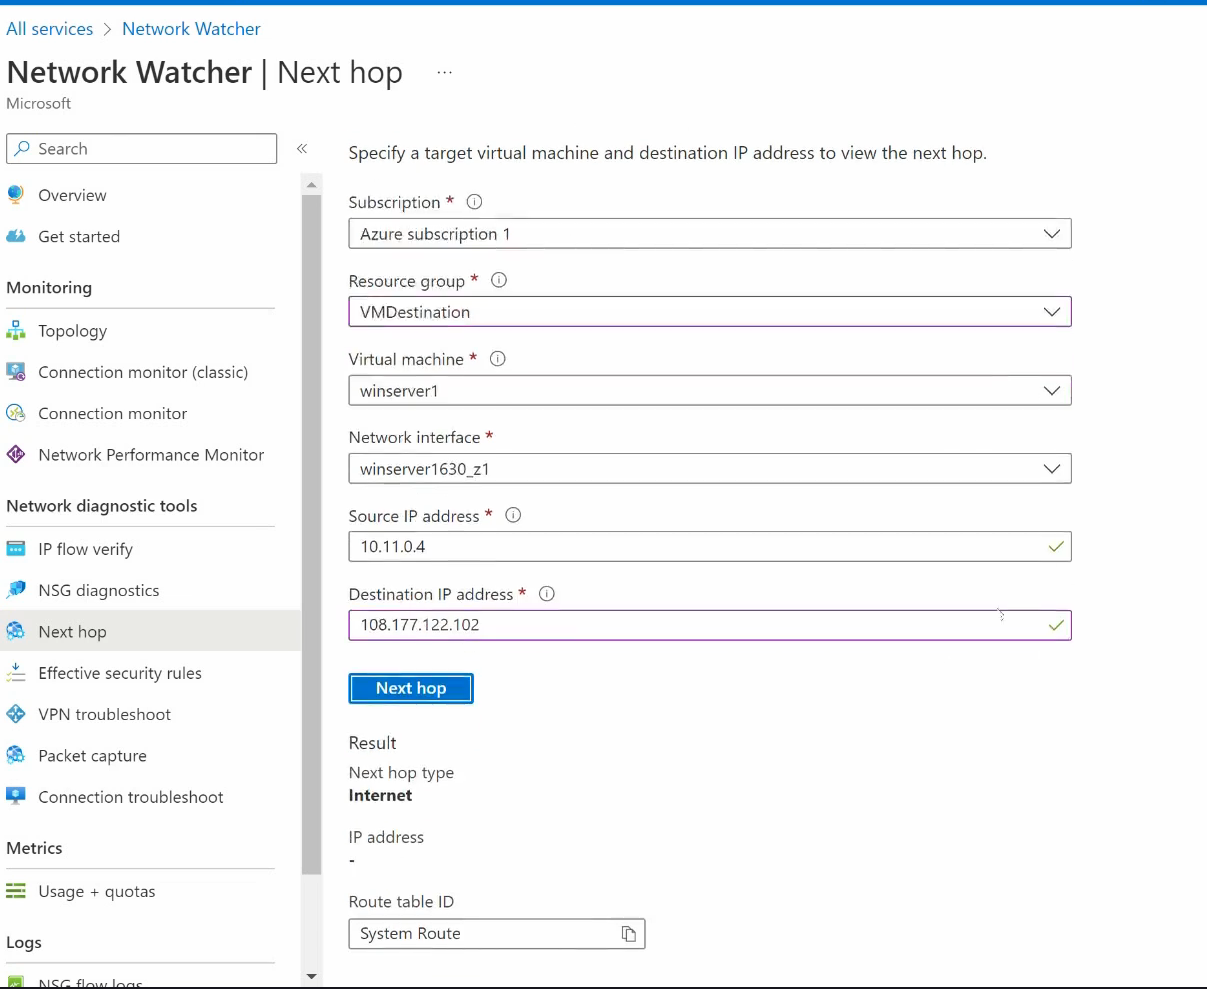 All services > Network Watcher
Network Watcher | Next hop ...
Microsoft
Search
«
Overview
Get started
Monitoring
Topology
Connection monitor (classic)
Connection monitor
Network Performance Monitor
Network diagnostic tools
IP flow verify
NSG diagnostics
Next hop
Effective security rules
VPN troubleshoot
Packet capture
Connection troubleshoot
Metrics
Usage + quotas
Logs
NSG flow logs
Specify a target virtual machine and destination IP address to view the next hop.
Subscription *
Azure subscription 1
Resource group *
VMDestination
Virtual machine *
winserver1
Network interface *
winserver1630_z1
Source IP address *
10.11.0.4
Destination IP address *
108.177.122.102
Next hop
Result
Next hop type
Internet
IP address
-
Route table ID
System Route